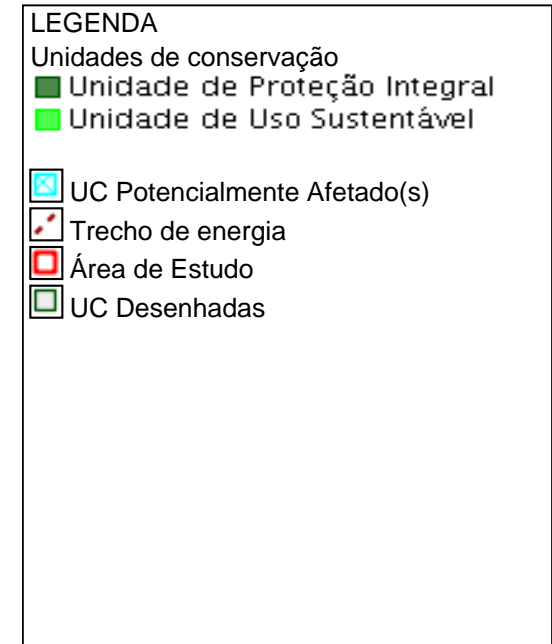 LEGENDA
Unidades de conservação
Unidade de Proteção Integral
Unidade de Uso Sustentável
UC Potencialmente Afetado(s)
Trecho de energia
Área de Estudo
UC Desenhadas